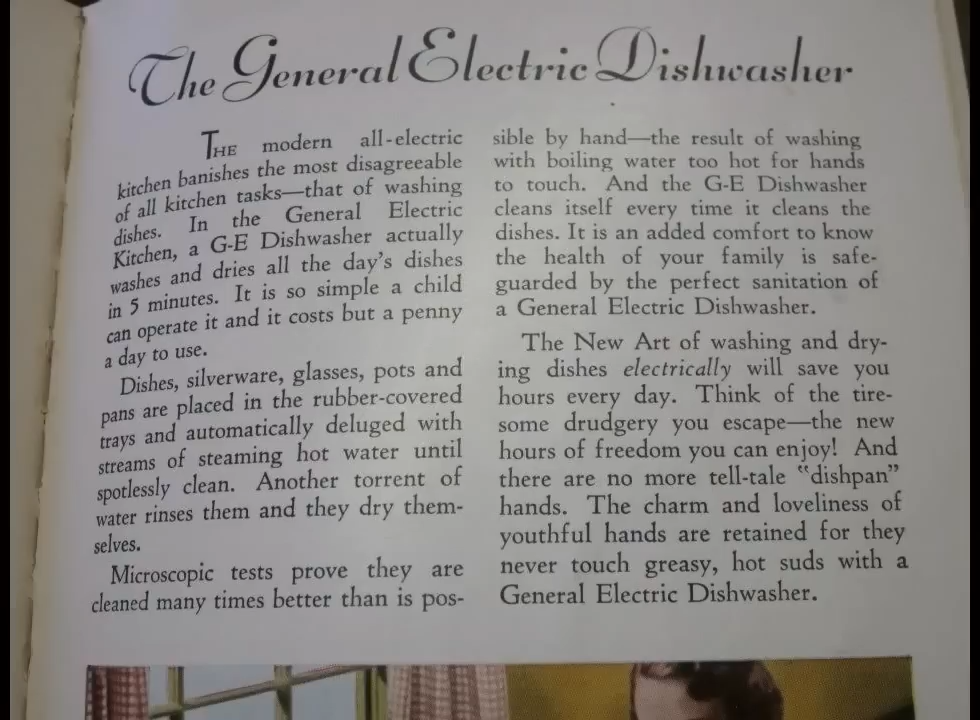 The General Electric Dishwasher
THE modern all-electric
kitchen banishes the most disagreeable
of all kitchen tasks—that of washing
dishes. In the General Electric
Kitchen, a G-E Dishwasher actually
washes and dries all the day's dishes
in 5 minutes. It is so simple a child
can operate it and it costs but a penny
a day to use.
Dishes, silverware, glasses, pots and
pans are placed in the rubber-covered
trays and automatically deluged with
streams of steaming hot water until
spotlessly clean. Another torrent of
water rinses them and they dry them-
selves.
Microscopic tests prove they are
cleaned many times better than is pos-
sible by hand—the result of washing
with boiling water too hot for hands
to touch. And the G-E Dishwasher
cleans itself every time it cleans the
dishes. It is an added comfort to know
the health of your family is safe-
guarded by the perfect sanitation of
a General Electric Dishwasher.
The New Art of washing and dry-
ing dishes electrically will save you
hours every day. Think of the tire-
some drudgery you escape—the new
hours of freedom you can enjoy! And
there are no more tell-tale "dishpan"
hands. The charm and loveliness of
youthful hands are retained for they
never touch greasy, hot suds with a
General Electric Dishwasher.